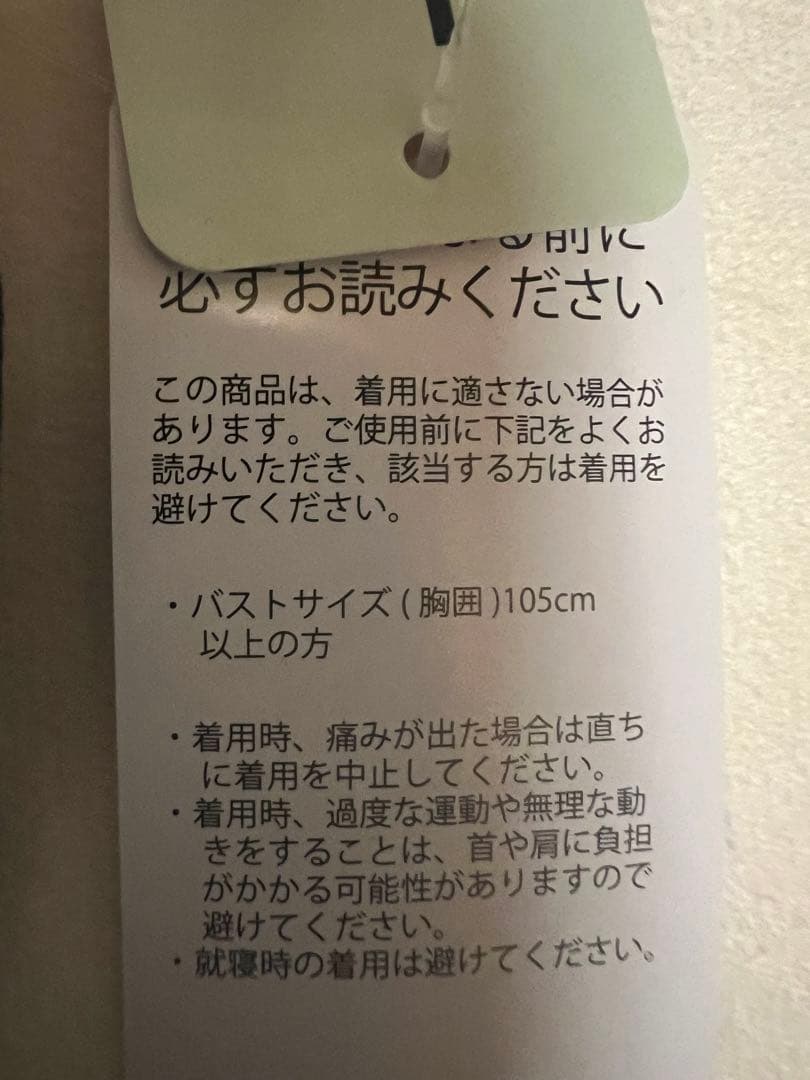 る前に
必ずお読みください
この商品は、着用に適さない場合が
あります。ご使用前に下記をよくお
読みいただき、該当する方は着用を
避けてください。
・バストサイズ(胸囲)105cm
以上の方
・着用時、痛みが出た場合は直ち
に着用を中止してください。
・着用時、過度な運動や無理な動
きをすることは、首や肩に負担
がかかる可能性がありますので
避けてください。
・就寝時の着用は避けてください。